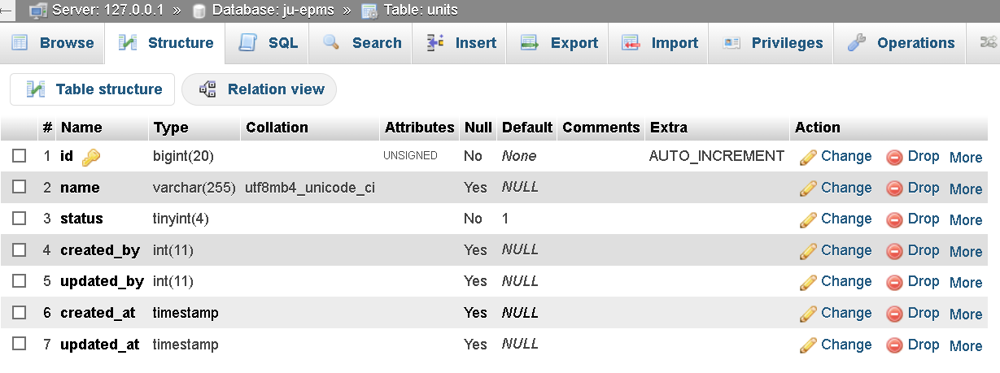 Server: 127.0.0.1 » Database: ju-epms » Table: units
Browse Structure SQL Search Insert Export Import Privileges Operations
Table structure Relation view
# Name Type Collation Attributes Null Default Comments Extra Action
1 id bigint(20) UNSIGNED No None AUTO_INCREMENT Change Drop More
2 name varchar(255) utf8mb4_unicode_ci Yes NULL Change Drop More
3 status tinyint(4) No 1 Change Drop More
4 created_by int(11) Yes NULL Change Drop More
5 updated_by int(11) Yes NULL Change Drop More
6 created_at timestamp Yes NULL Change Drop More
7 updated_at timestamp Yes NULL Change Drop More